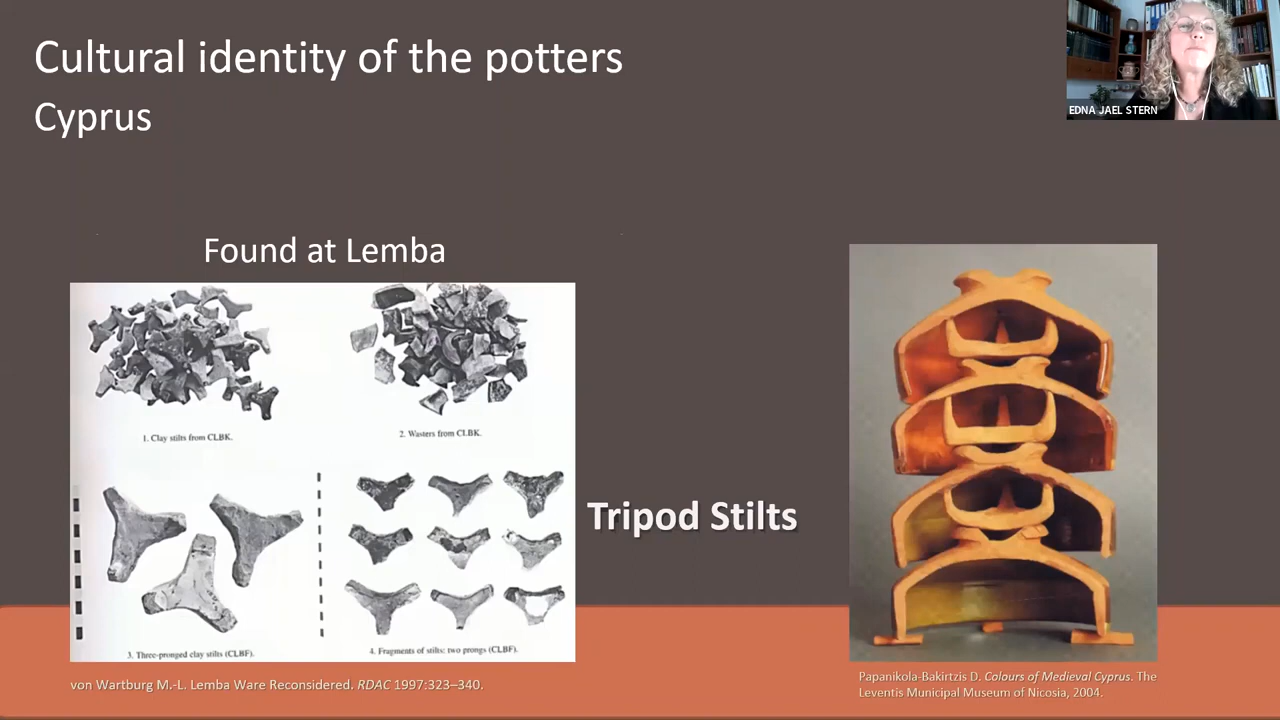 Cultural identity of the potters
Cyprus
EDNA JAEL STERN
Found at Lemba
1. Clay stilts from CLBK.
2. Wasters from CLBK.
Tripod Stilts
3. Three-pronged clay stilts (CLBF).
4. Fragments of stilts: two prongs (CLBF).
von Wartburg M.-L. Lemba Ware Reconsidered. RDAC 1997:323–340.
Papanikola-Bakirtzis D. Colours of Medieval Cyprus. The
Leventis Municipal Museum of Nicosia, 2004.